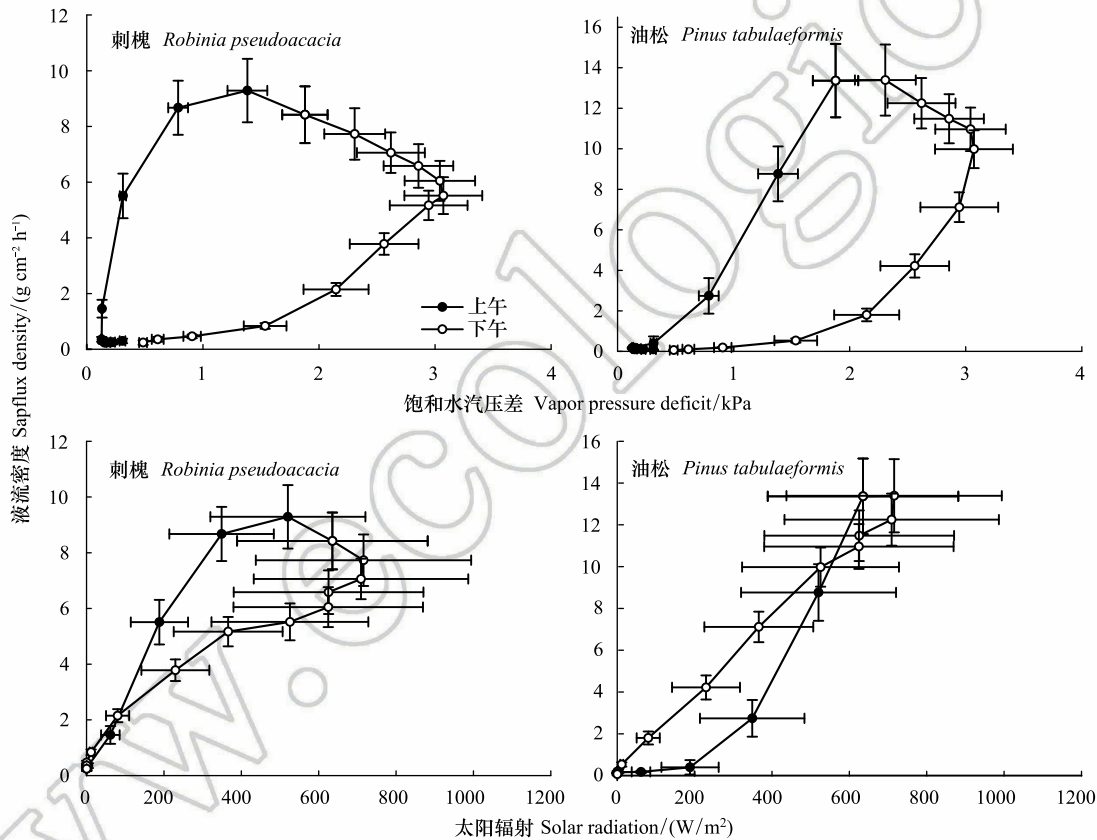 12
10
8
6
4
2
0
0 1 2 3 4
刺槐 Robinia pseudoacacia
上午
下午
16
14
12
10
8
6
4
2
0
0 1 2 3 4
油松 Pinus tabulaeformis
饱和水汽压差 Vapor pressure deficit/kPa
液流密度 Sapflux density/(g cm⁻² h⁻¹)
12
10
8
6
4
2
0
0 200 400 600 800 1000 1200
刺槐 Robinia pseudoacacia
16
14
12
10
8
6
4
2
0
0 200 400 600 800 1000 1200
油松 Pinus tabulaeformis
太阳辐射 Solar radiation/(W/m²)